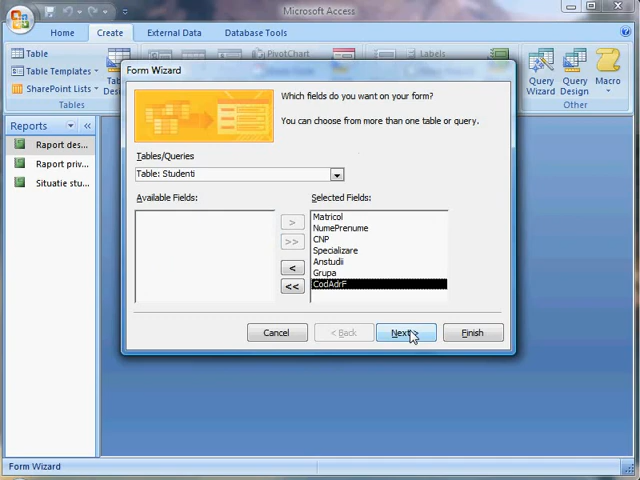 Microsoft Access
Home
Create
External Data
Database Tools
Table
Table Templates
SharePoint Lists
Tables
PivotChart
Labels
Query
Wizard
Query
Design
Macro
Other
Reports
Raport des...
Raport priv...
Situatie stu...
Form Wizard
Which fields do you want on your form?
You can choose from more than one table or query.
Tables/Queries
Table: Studenti
Available Fields:
Selected Fields:
>
>>
<
<<
Matricol
NumePrenume
CNP
Specializare
Anstudii
Grupa
CodAdrF
Cancel
< Back
Next >
Finish
Form Wizard